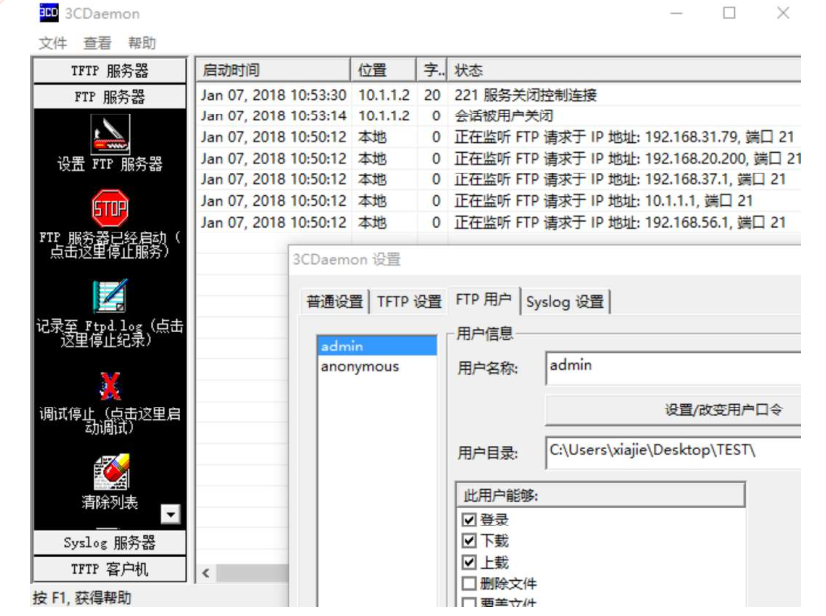 3CD 3CDaemon
文件 查看 帮助
TFTP 服务器
FTP 服务器
设置 FTP 服务器
STOP
FTP 服务器已经启动（
点击这里停止服务）
记录至 Ftpd.log（点击
这里停止纪录）
调试停止（点击这里启
动调试）
清除列表
Syslog 服务器
TFTP 客户机
按 F1, 获得帮助
启动时间 位置 字.. 状态
Jan 07, 2018 10:53:30 10.1.1.2 20 221 服务关闭控制连接
Jan 07, 2018 10:53:14 10.1.1.2 0 会话被用户关闭
Jan 07, 2018 10:50:12 本地 0 正在监听 FTP 请求于 IP 地址: 192.168.31.79, 端口 21
Jan 07, 2018 10:50:12 本地 0 正在监听 FTP 请求于 IP 地址: 192.168.20.200, 端口 21
Jan 07, 2018 10:50:12 本地 0 正在监听 FTP 请求于 IP 地址: 192.168.37.1, 端口 21
Jan 07, 2018 10:50:12 本地 0 正在监听 FTP 请求于 IP 地址: 10.1.1.1, 端口 21
Jan 07, 2018 10:50:12 本地 0 正在监听 FTP 请求于 IP 地址: 192.168.56.1, 端口 21
3CDaemon 设置
普通设置 TFTP 设置 FTP 用户 Syslog 设置
admin
anonymous
用户信息
用户名称: admin
设置/改变用户口令
用户目录: C:\Users\xiajie\Desktop\TEST\
此用户能够:
登录
下载
上载
删除文件
覆盖文件